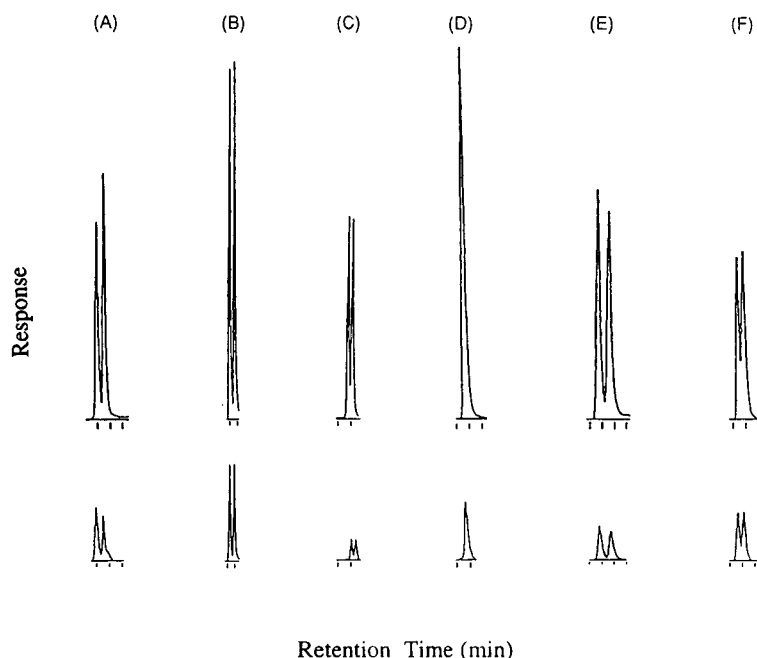 (A) (B) (C) (D) (E) (F)
Response
Retention Time (min)